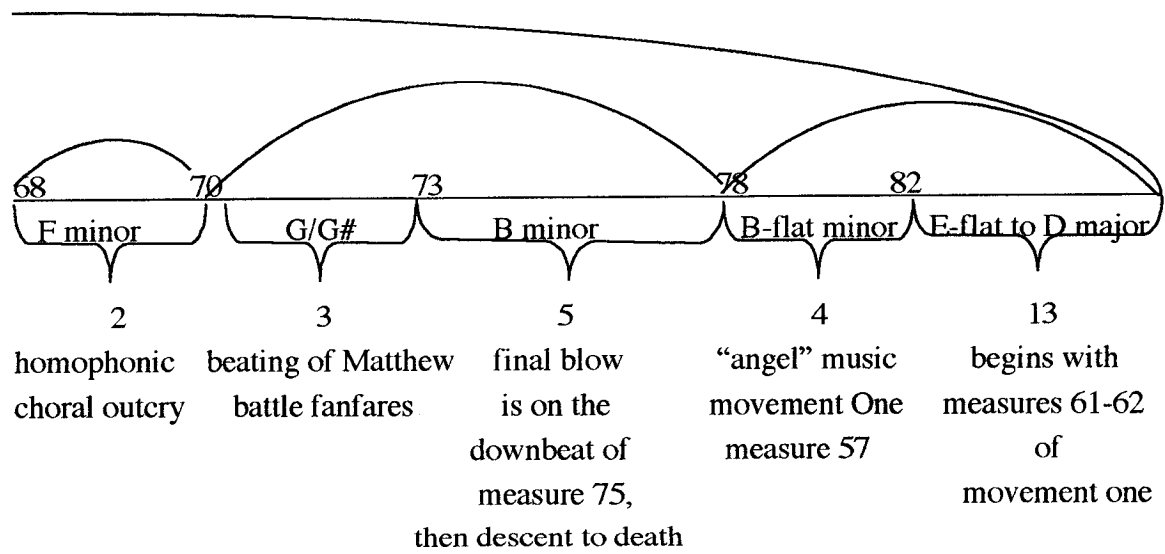 68 70 73 78 82
F minor G/G# B minor B-flat minor E-flat to D major
2 3 5 4 13
homophonic beating of Matthew final blow “angel” music begins with
choral outcry battle fanfares is on the movement One measures 61-62
downbeat of measure 57 of
measure 75, movement one
then descent to death